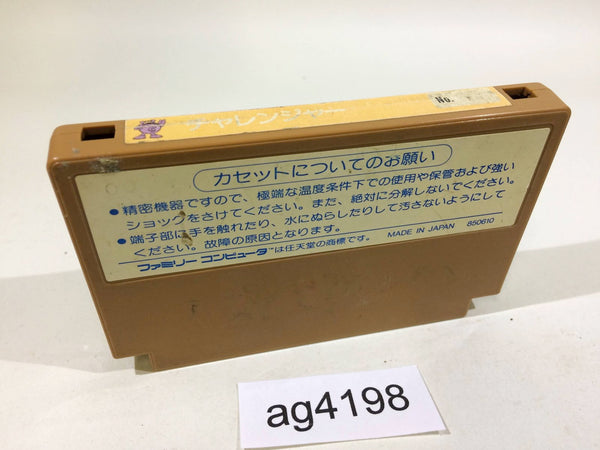 チャレンジャー
No.
カセットについてのお願い
●精密機器ですので、極端な温度条件下での使用や保管および強い
ショックをさけてください。また、絶対に分解しないでください。
●端子部に手を触れたり、水にぬらしたりして汚さないようにして
ください。故障の原因となります。
ファミリー コンピュータ™は任天堂の商標です。 MADE IN JAPAN 850610
ag4198